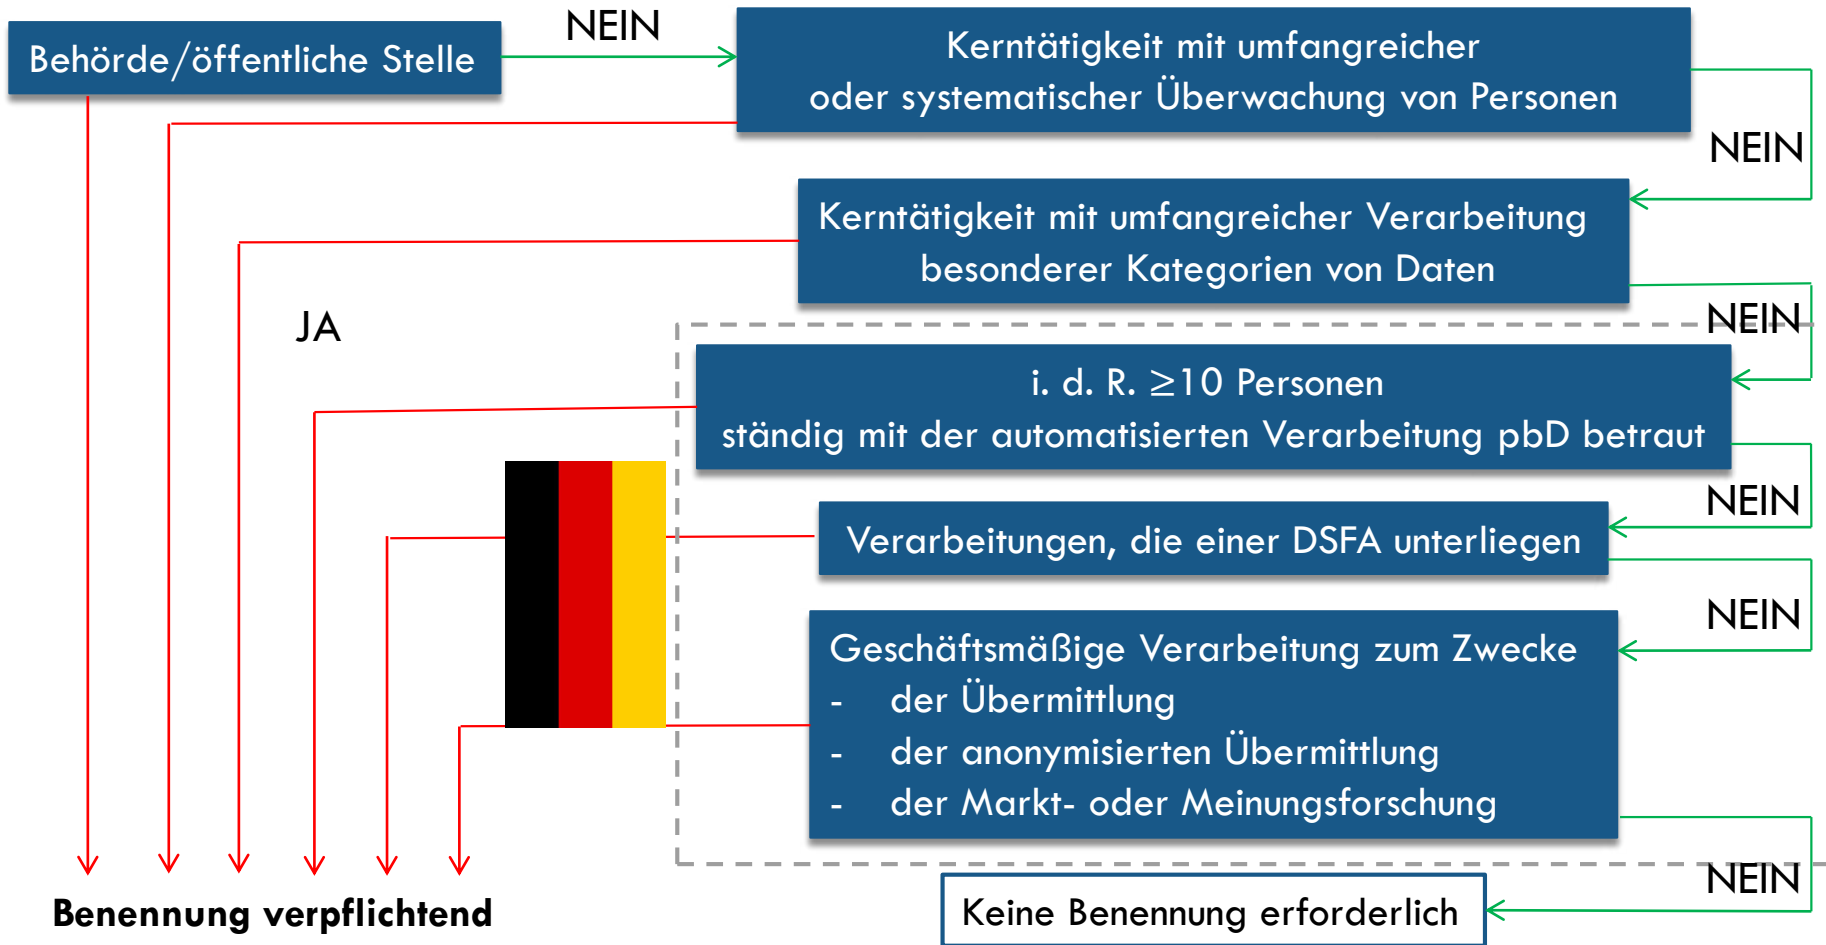 Behörde/öffentliche Stelle
NEIN
Kerntätigkeit mit umfangreicher
oder systematischer Überwachung von Personen
NEIN
Kerntätigkeit mit umfangreicher Verarbeitung
besonderer Kategorien von Daten
JA
NEIN
i. d. R. ≥10 Personen
ständig mit der automatisierten Verarbeitung pbD betraut
NEIN
Verarbeitungen, die einer DSFA unterliegen
NEIN
Geschäftsmäßige Verarbeitung zum Zwecke
- der Übermittlung
- der anonymisierten Übermittlung
- der Markt- oder Meinungsforschung
NEIN
Benennung verpflichtend
Keine Benennung erforderlich